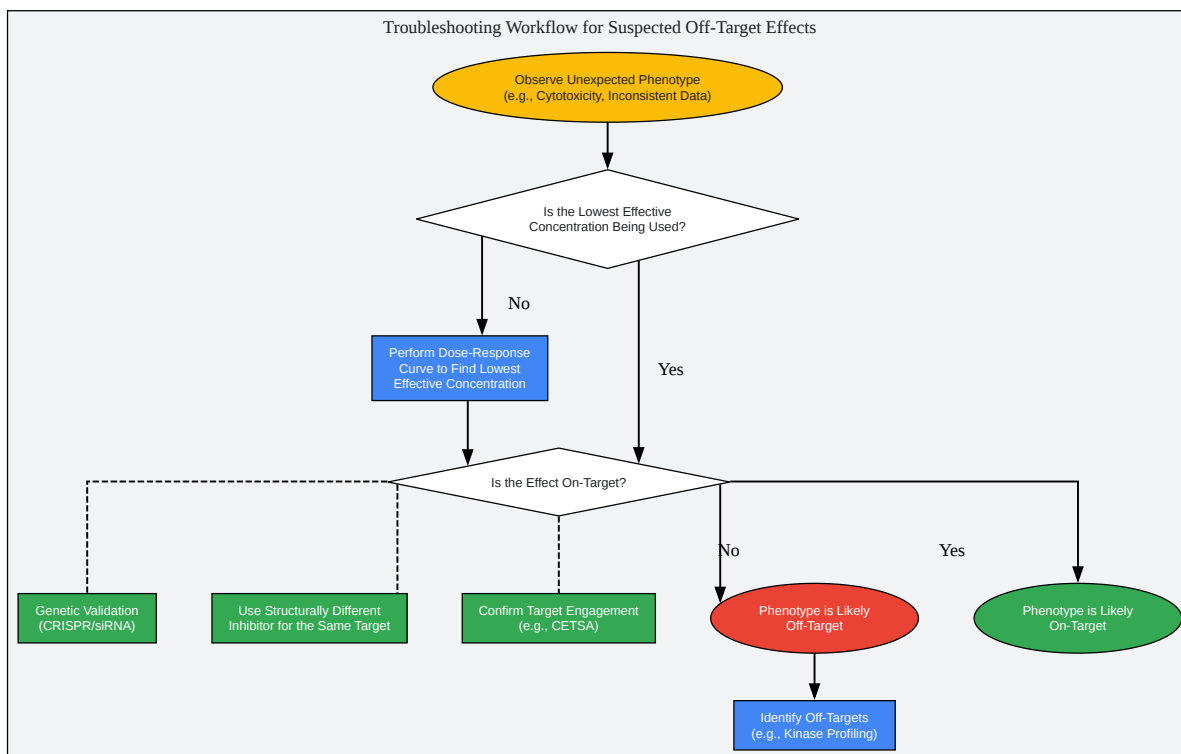 Troubleshooting Workflow for Suspected Off-Target Effects
Observe Unexpected Phenotype
(e.g., Cytotoxicity, Inconsistent Data)
Is the Lowest Effective
Concentration Being Used?
No
Perform Dose-Response
Curve to Find Lowest
Effective Concentration
Yes
Is the Effect On-Target?
No
Yes
Genetic Validation
(CRISPR/siRNA)
Use Structurally Different
Inhibitor for the Same Target
Confirm Target Engagement
(e.g., CETSA)
Phenotype is Likely
Off-Target
Phenotype is Likely
On-Target
Identify Off-Targets
(e.g., Kinase Profiling)